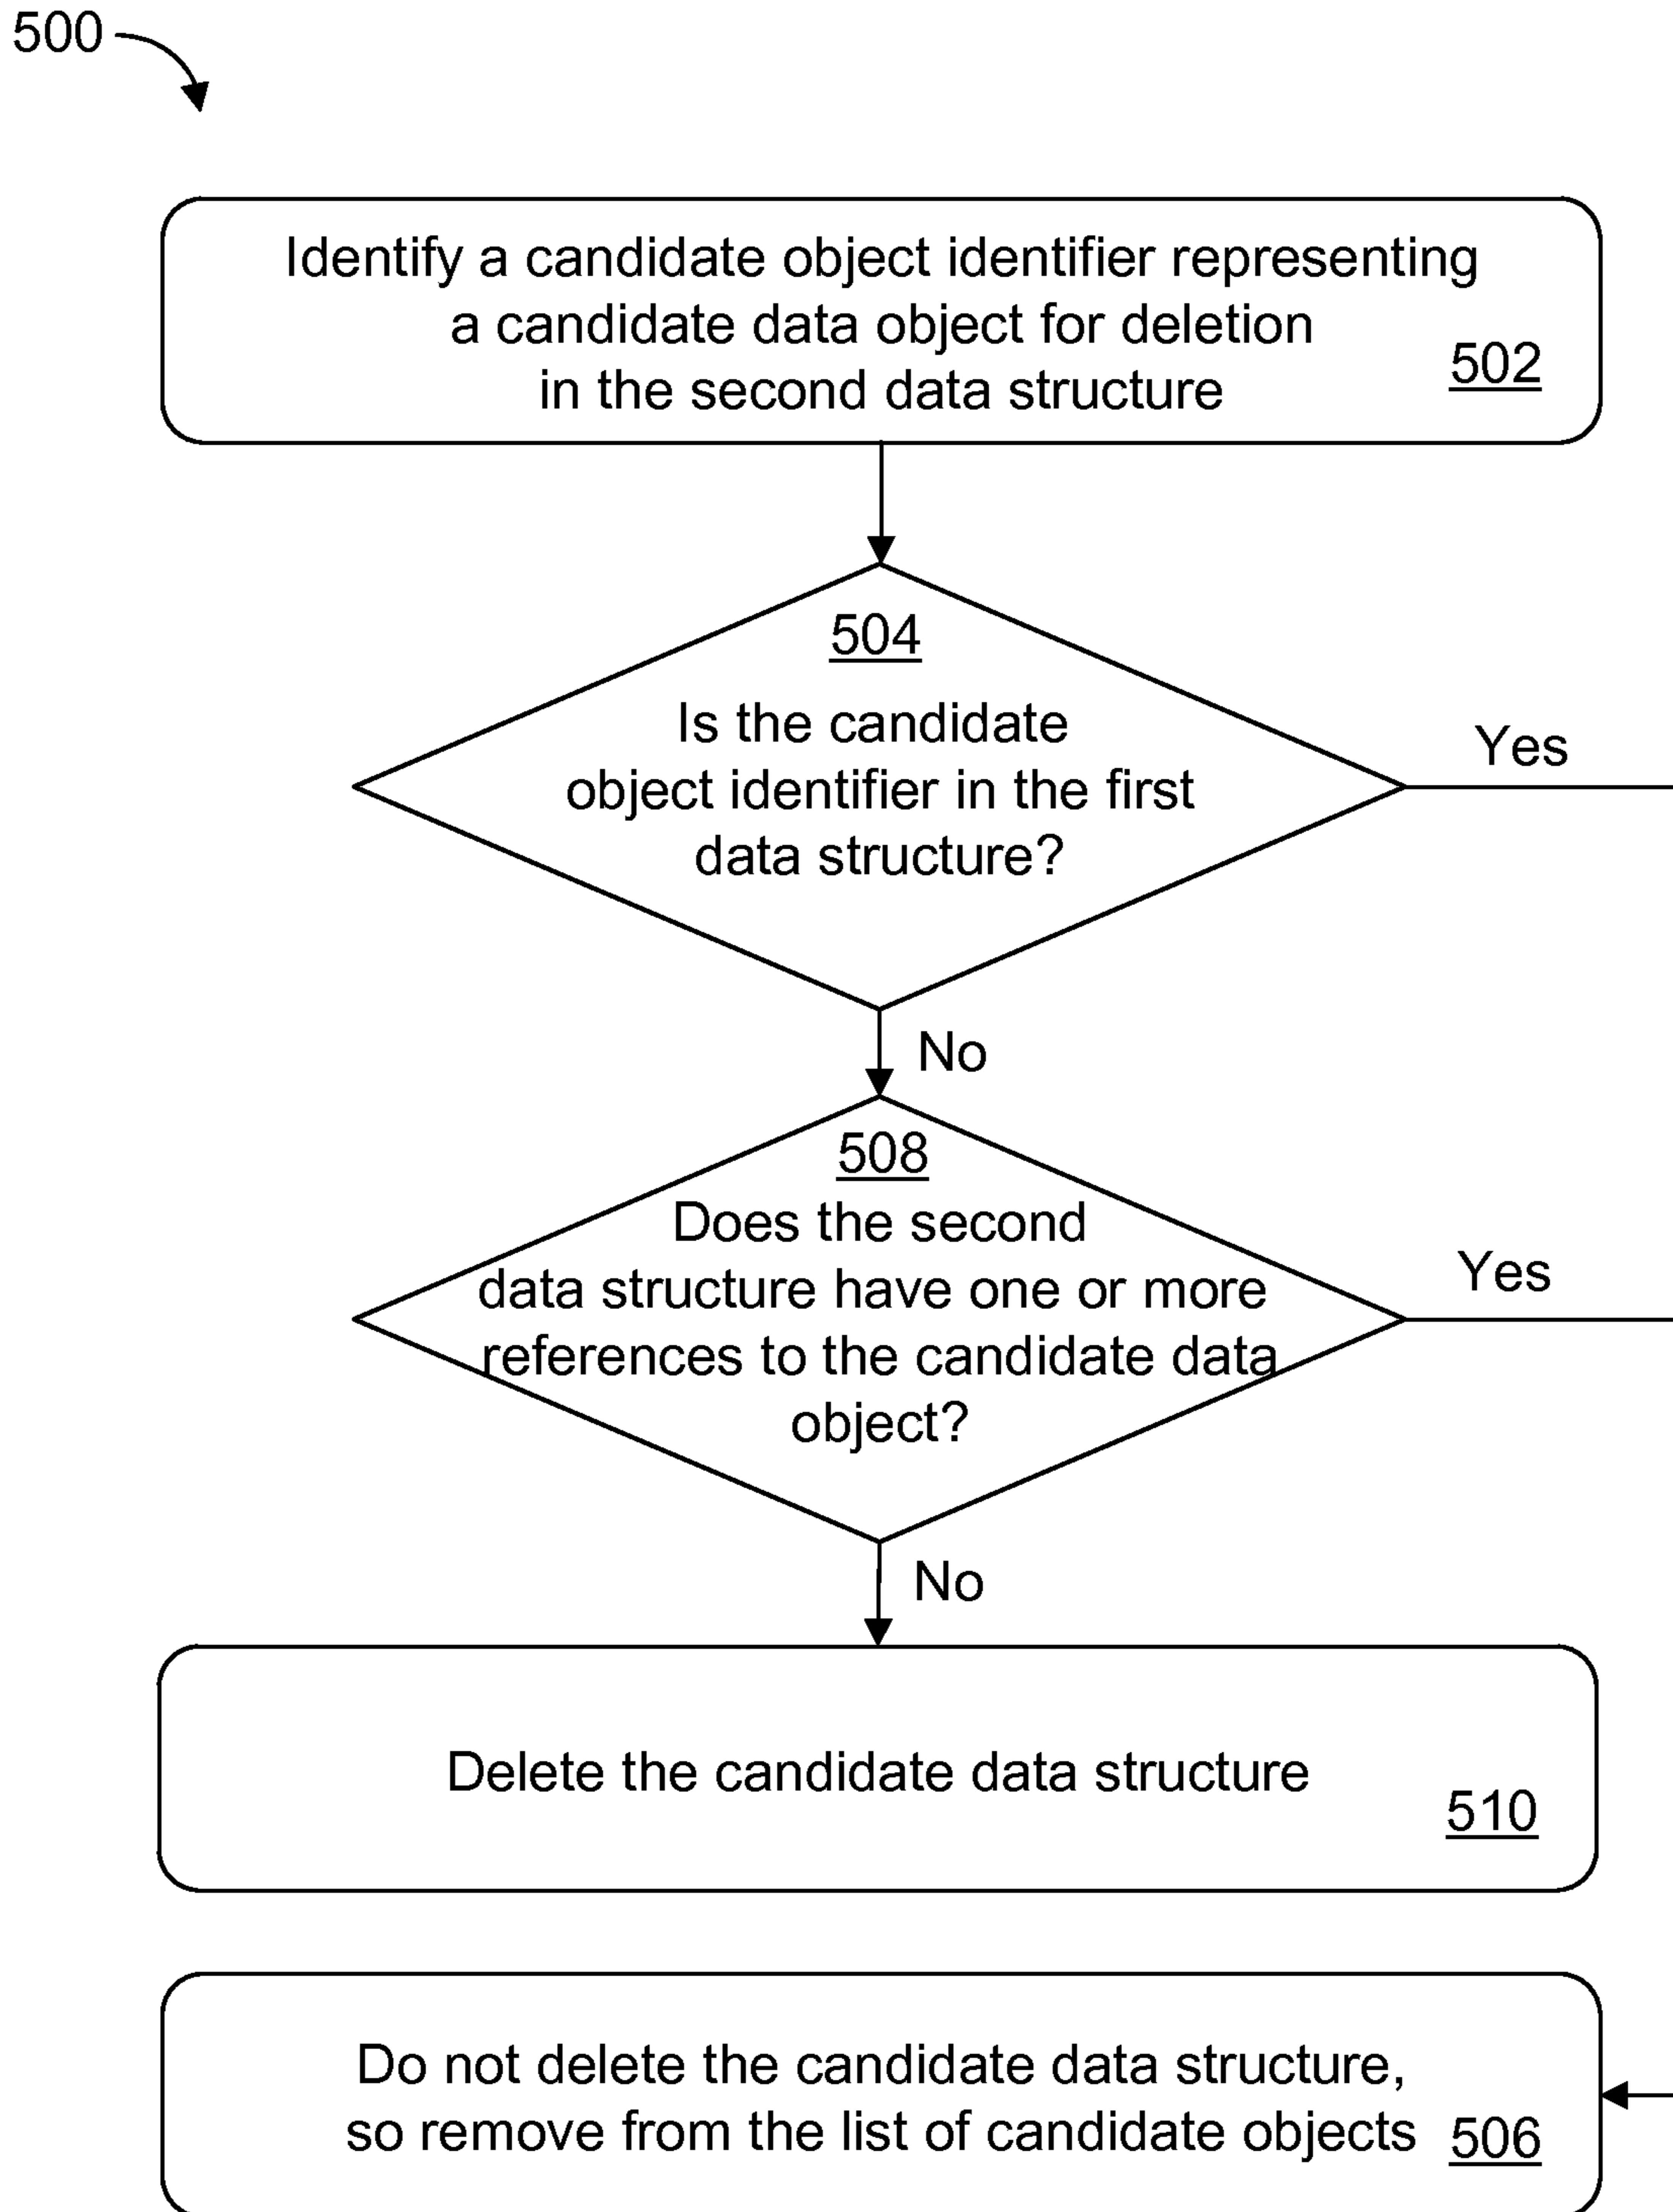 500
Identify a candidate object identifier representing
a candidate data object for deletion
in the second data structure
502
504
Is the candidate
object identifier in the first
data structure?
Yes
No
508
Does the second
data structure have one or more
references to the candidate data
object?
Yes
No
Delete the candidate data structure
510
Do not delete the candidate data structure,
so remove from the list of candidate objects
506